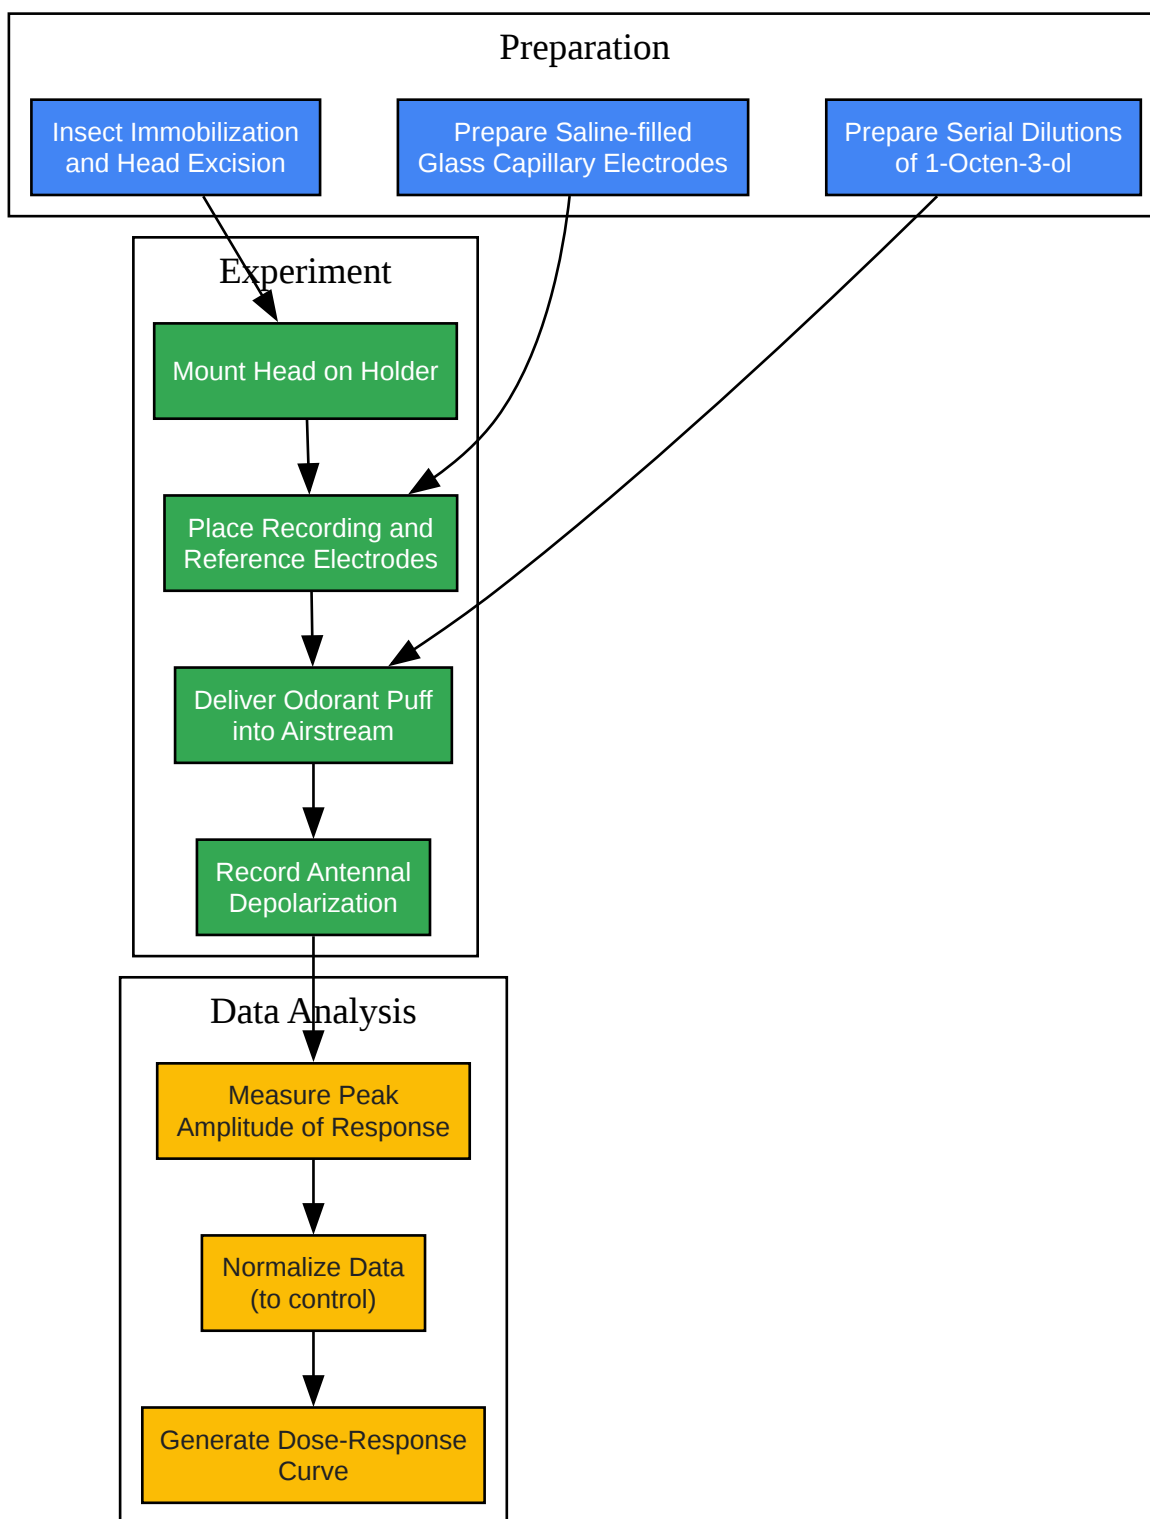 Preparation
Insect Immobilization
and Head Excision
Prepare Saline-filled
Glass Capillary Electrodes
Prepare Serial Dilutions
of 1-Octen-3-ol
Experiment
Mount Head on Holder
Place Recording and
Reference Electrodes
Deliver Odorant Puff
into Airstream
Record Antennal
Depolarization
Data Analysis
Measure Peak
Amplitude of Response
Normalize Data
(to control)
Generate Dose-Response
Curve